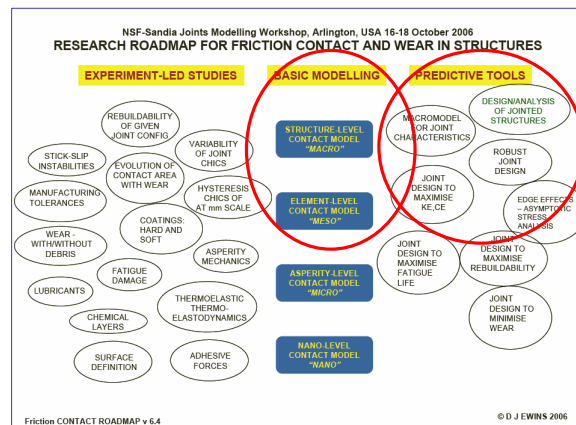 NSF-Sandia Joints Modelling Workshop, Arlington, USA 16-18 October 2006
RESEARCH ROADMAP FOR FRICTION CONTACT AND WEAR IN STRUCTURES
EXPERIMENT-LED STUDIES
REBUILDABILITY
OF GIVEN
JOINT CONFIG
VARIABILITY
OF JOINT
CHICS
STICK-SLIP
INSTABILITIES
EVOLUTION OF
CONTACT AREA
WITH WEAR
MANUFACTURING
TOLERANCES
HYSTERESIS
CHICS OF
AT mm SCALE
COATINGS:
HARD AND
SOFT
WEAR -
WITH/WITHOUT
DEBRIS
ASPERITY
MECHANICS
FATIGUE
DAMAGE
LUBRICANTS
THERMOELASTIC
THERMO-
ELASTODYNAMICS
CHEMICAL
LAYERS
SURFACE
DEFINITION
ADHESIVE
FORCES
BASIC MODELLING
STRUCTURE-LEVEL
CONTACT MODEL
"MACRO"
ELEMENT-LEVEL
CONTACT MODEL
"MESO"
ASPERITY-LEVEL
CONTACT MODEL
"MICRO"
NANO-LEVEL
CONTACT MODEL
"NANO"
PREDICTIVE TOOLS
DESIGN/ANALYSIS
OF JOINTED
STRUCTURES
MACROMODEL
OR JOINT
CHARACTERISTICS
ROBUST
JOINT
DESIGN
JOINT
DESIGN TO
MAXIMISE
KE,CE
EDGE EFFECTS
– ASYMPTOTIC
STRESS
ANALYSIS
JOINT
DESIGN TO
MAXIMISE
FATIGUE
LIFE
JOINT
DESIGN TO
MAXIMISE
REBUILDABILITY
JOINT
DESIGN TO
MINIMISE
WEAR
Friction CONTACT ROADMAP v 6.4
© D J EWINS 2006